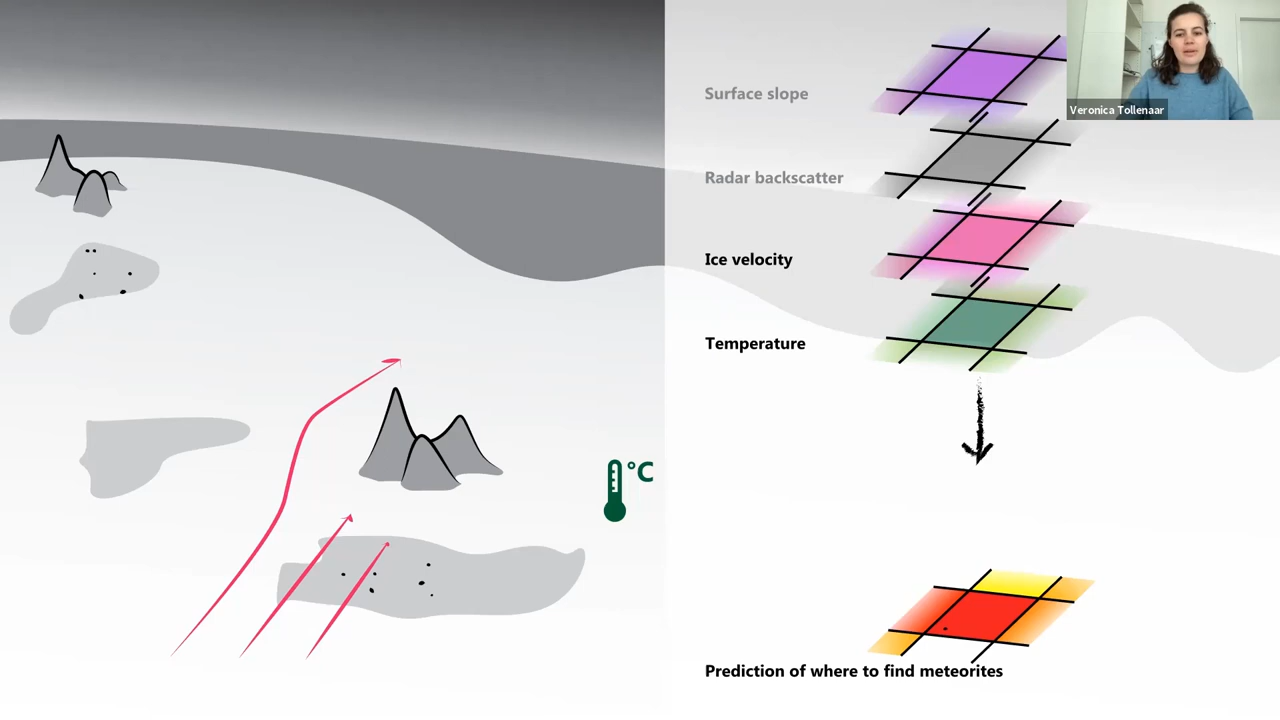 Surface slope
Radar backscatter
Ice velocity
Temperature
°C
Prediction of where to find meteorites
Veronica Tollenaar